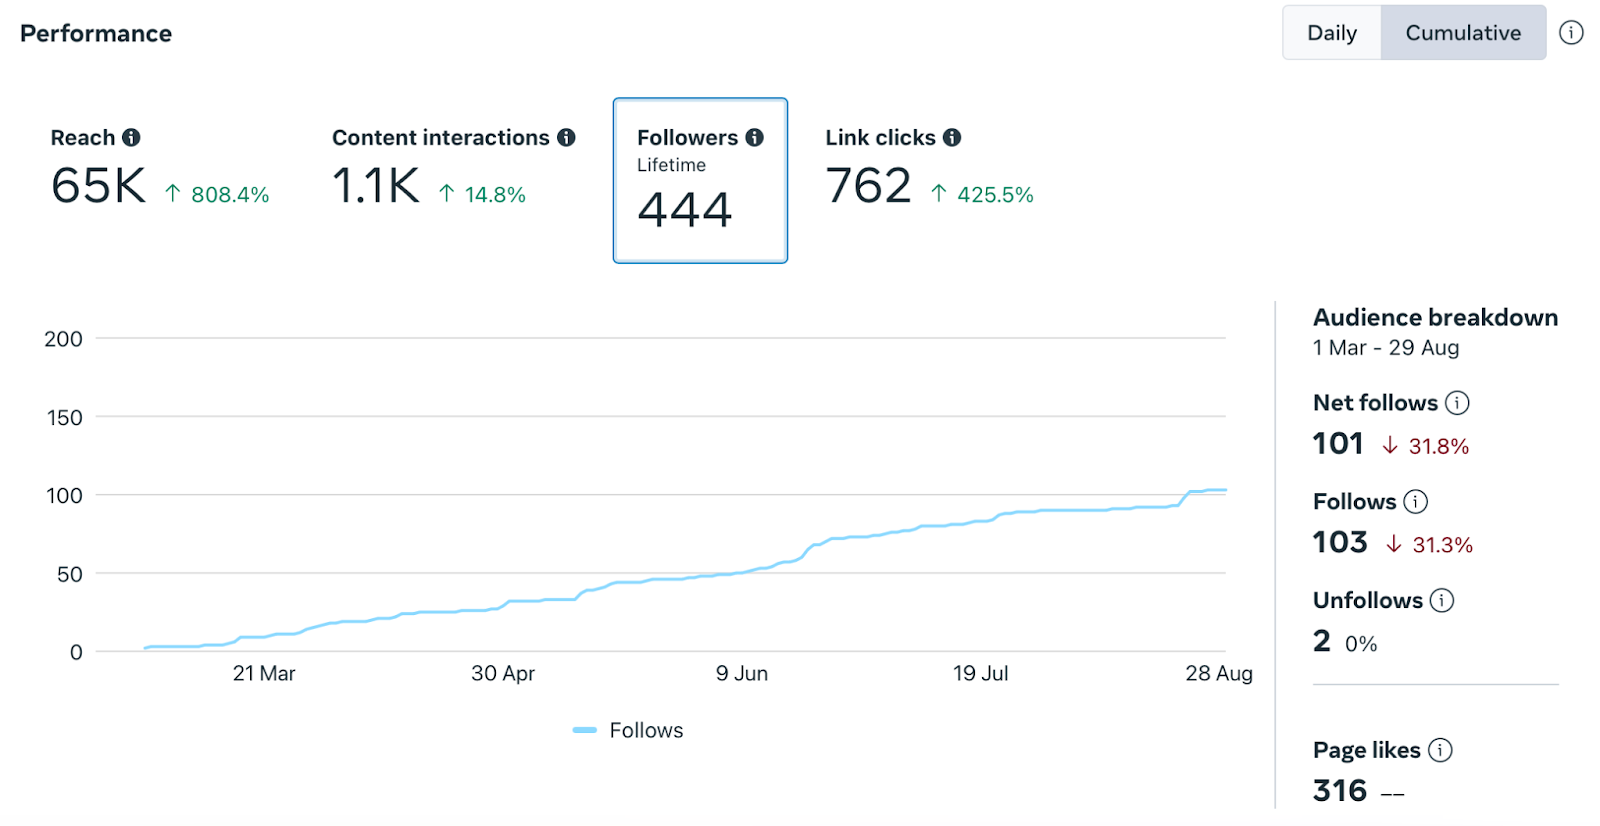 Performance
Daily
Cumulative
Reach
65K ↑ 808.4%
Content interactions
1.1K ↑ 14.8%
Followers
Lifetime
444
Link clicks
762 ↑ 425.5%
200
150
100
50
0
21 Mar
30 Apr
9 Jun
19 Jul
28 Aug
Follows
Audience breakdown
1 Mar - 29 Aug
Net follows
101 ↓ 31.8%
Follows
103 ↓ 31.3%
Unfollows
2 0%
Page likes
316 --